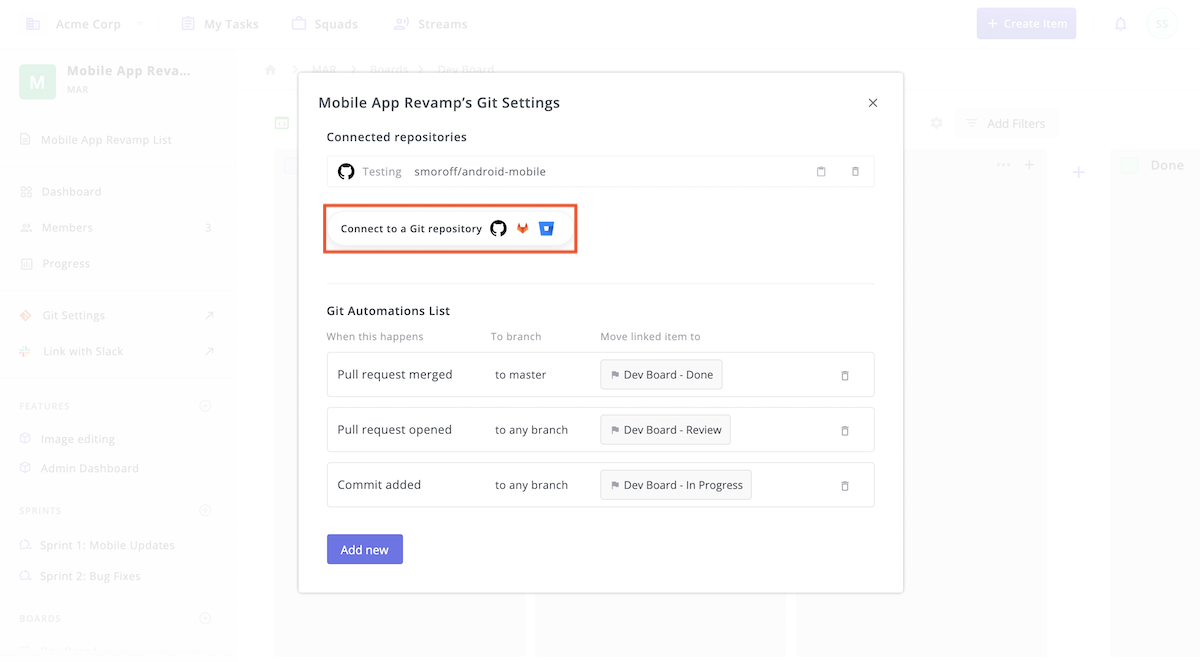 Acme Corp My Tasks Squads Streams + Create Item SS
M Mobile App Reva...
MAR
MAR Boards Dev Board
Mobile App Revamp List
Add Filters
Done
Dashboard
Members 3
Progress
Git Settings
Link with Slack
FEATURES
Image editing
Admin Dashboard
SPRINTS
Sprint 1: Mobile Updates
Sprint 2: Bug Fixes
BOARDS
Mobile App Revamp’s Git Settings
Connected repositories
Testing smoroff/android-mobile
Connect to a Git repository
Git Automations List
When this happens To branch Move linked item to
Pull request merged to master Dev Board - Done
Pull request opened to any branch Dev Board - Review
Commit added to any branch Dev Board - In Progress
Add new